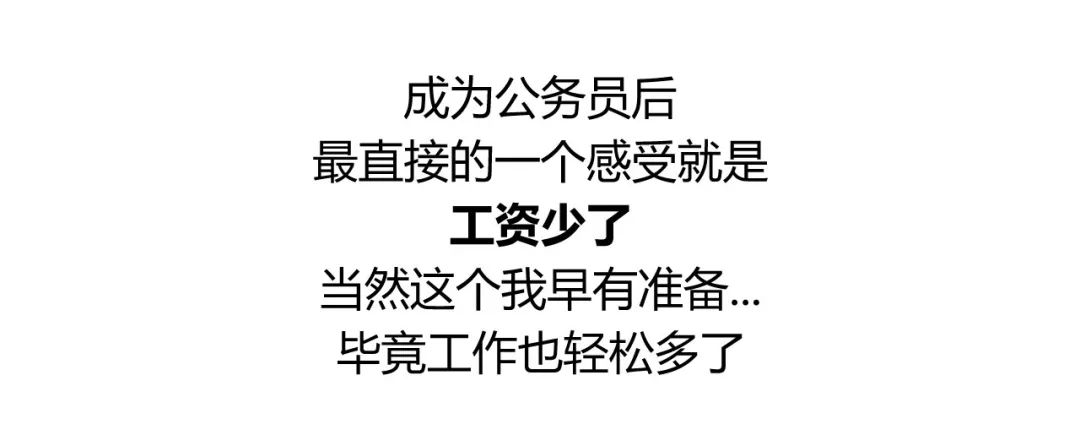 成为公务员后
最直接的一个感受就是
工资少了
当然这个我早有准备...
毕竟工作也轻松多了